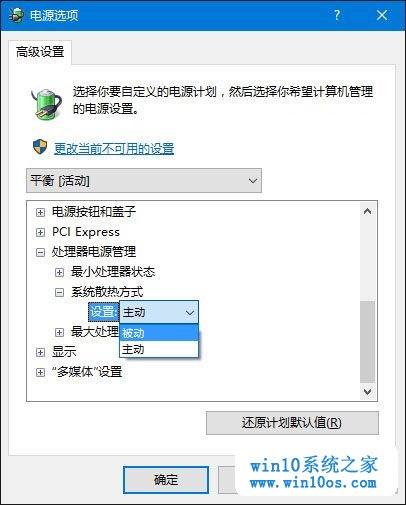 电源选项
高级设置
选择你要自定义的电源计划，然后选择你希望计算机管理
的电源设置。
更改当前不可用的设置
平衡 [活动]
电源按钮和盖子
PCI Express
处理器电源管理
最小处理器状态
系统散热方式
设置: 主动
被动
最大处理
主动
显示
“多媒体”设置
还原计划默认值(R)
确定
win10系统之家
www.win10os.com